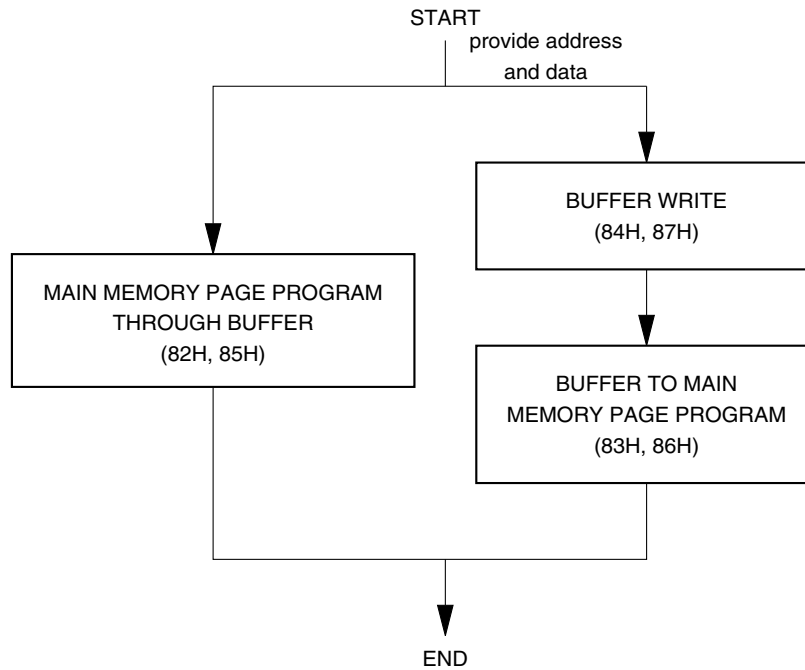 START
provide address
and data
BUFFER WRITE
(84H, 87H)
MAIN MEMORY PAGE PROGRAM
THROUGH BUFFER
(82H, 85H)
BUFFER TO MAIN
MEMORY PAGE PROGRAM
(83H, 86H)
END